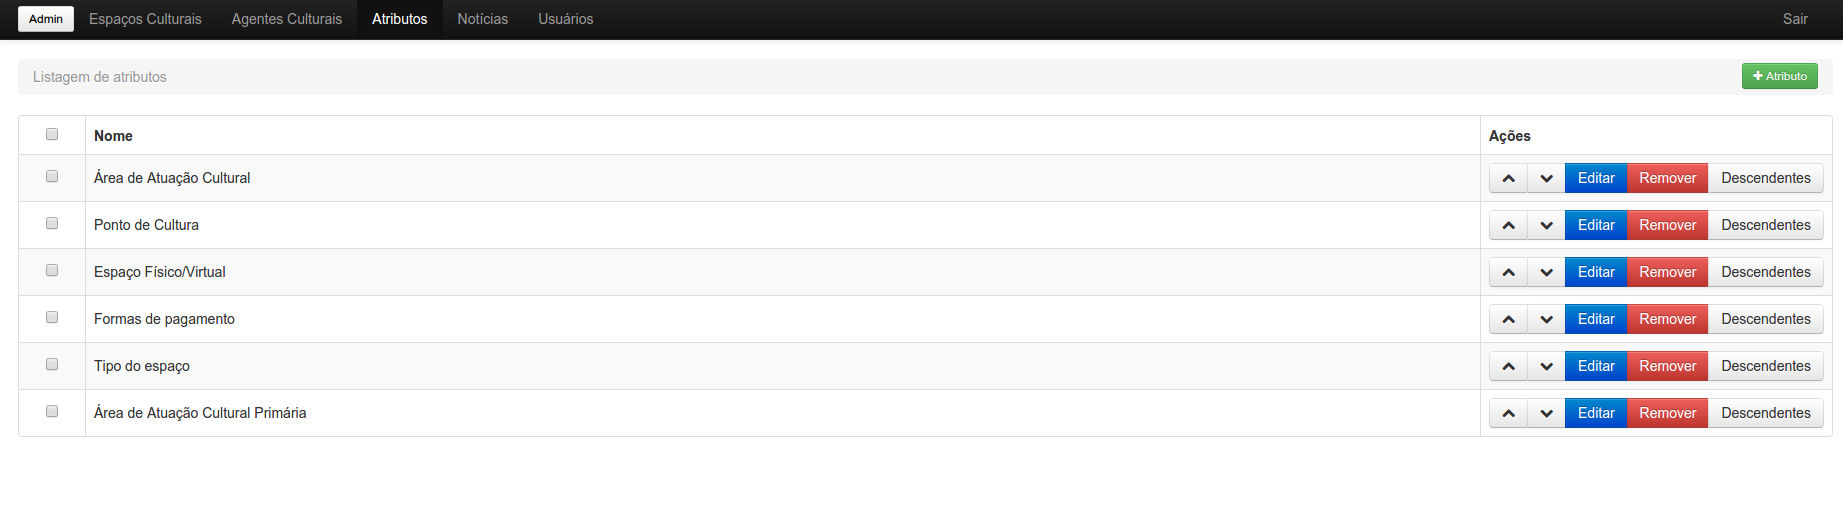 Admin Espaços Culturais Agentes Culturais Atributos Notícias Usuários Sair
Listagem de atributos + Atributo
Nome Ações
Área de Atuação Cultural Editar Remover Descendentes
Ponto de Cultura Editar Remover Descendentes
Espaço Físico/Virtual Editar Remover Descendentes
Formas de pagamento Editar Remover Descendentes
Tipo do espaço Editar Remover Descendentes
Área de Atuação Cultural Primária Editar Remover Descendentes